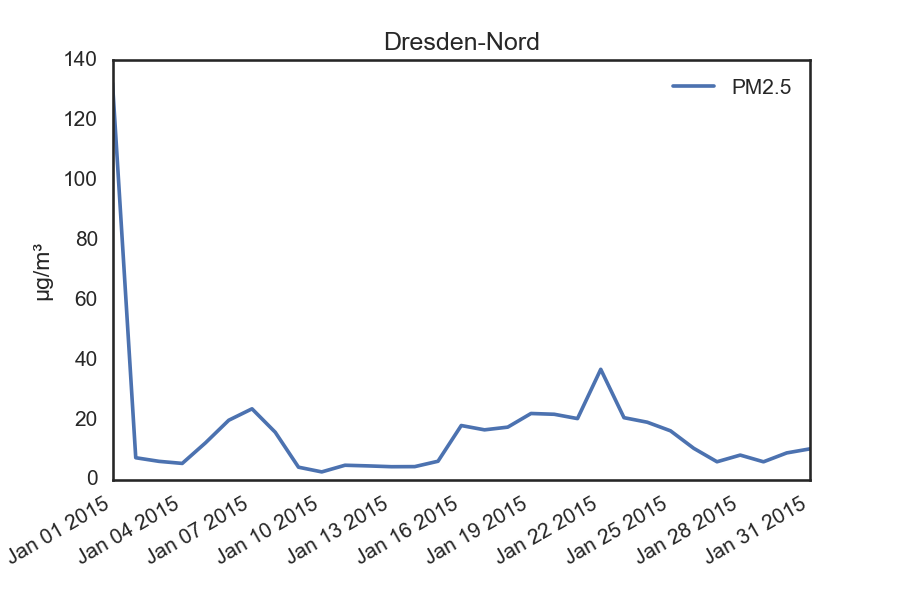 Dresden-Nord
PM2.5
µg/m³
140
120
100
80
60
40
20
0
Jan 01 2015
Jan 04 2015
Jan 07 2015
Jan 10 2015
Jan 13 2015
Jan 16 2015
Jan 19 2015
Jan 22 2015
Jan 25 2015
Jan 28 2015
Jan 31 2015